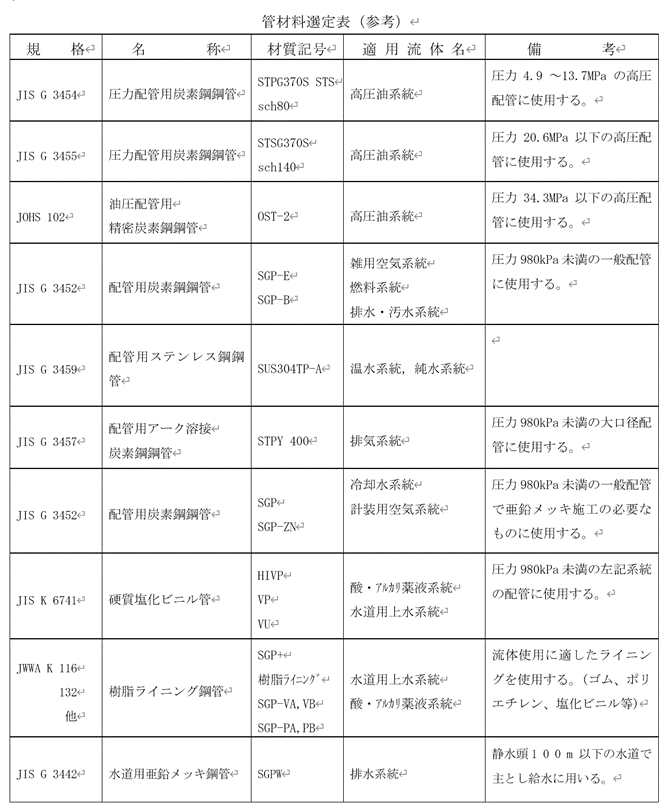 管材料選定表（参考）
規　格 名　称 材質記号 適用流体名 備　考
JIS G 3454 圧力配管用炭素鋼鋼管 STPG370S STS
sch80 高圧油系統 圧力 4.9 ～13.7MPa の高圧
配管に使用する。
JIS G 3455 圧力配管用炭素鋼鋼管 STSG370S
sch140 高圧油系統 圧力 20.6MPa 以下の高圧配
管に使用する。
JOHS 102 油圧配管用
精密炭素鋼鋼管 OST-2 高圧油系統 圧力 34.3MPa 以下の高圧配
管に使用する。
JIS G 3452 配管用炭素鋼鋼管 SGP-E
SGP-B 雑用空気系統
燃料系統
排水・汚水系統 圧力 980kPa 未満の一般配管
に使用する。
JIS G 3459 配管用ステンレス鋼鋼
管 SUS304TP-A 温水系統，純水系統
JIS G 3457 配管用アーク溶接
炭素鋼鋼管 STPY 400 排気系統 圧力 980kPa 未満の大口径配
管に使用する。
JIS G 3452 配管用炭素鋼鋼管 SGP
SGP-ZN 冷却水系統
計装用空気系統 圧力 980kPa 未満の一般配管
で亜鉛メッキ施工の必要な
ものに使用する。
JIS K 6741 硬質塩化ビニル管 HIVP
VP
VU 酸・ｱﾙｶﾘ薬液系統
水道用上水系統 圧力 980kPa 未満の左記系統
の配管に使用する。
JWWA K 116
132
他 樹脂ライニング鋼管 SGP+
樹脂ﾗｲﾆﾝｸﾞ
SGP-VA,VB
SGP-PA,PB 水道用上水系統
酸・ｱﾙｶﾘ薬液系統 流体使用に適したライニン
グを使用する。（ゴム、ポリ
エチレン、塩化ビニル等）
JIS G 3442 水道用亜鉛メッキ鋼管 SGPW 排水系統 静水頭１００ｍ 以下の水道で
主とし給水に用いる。